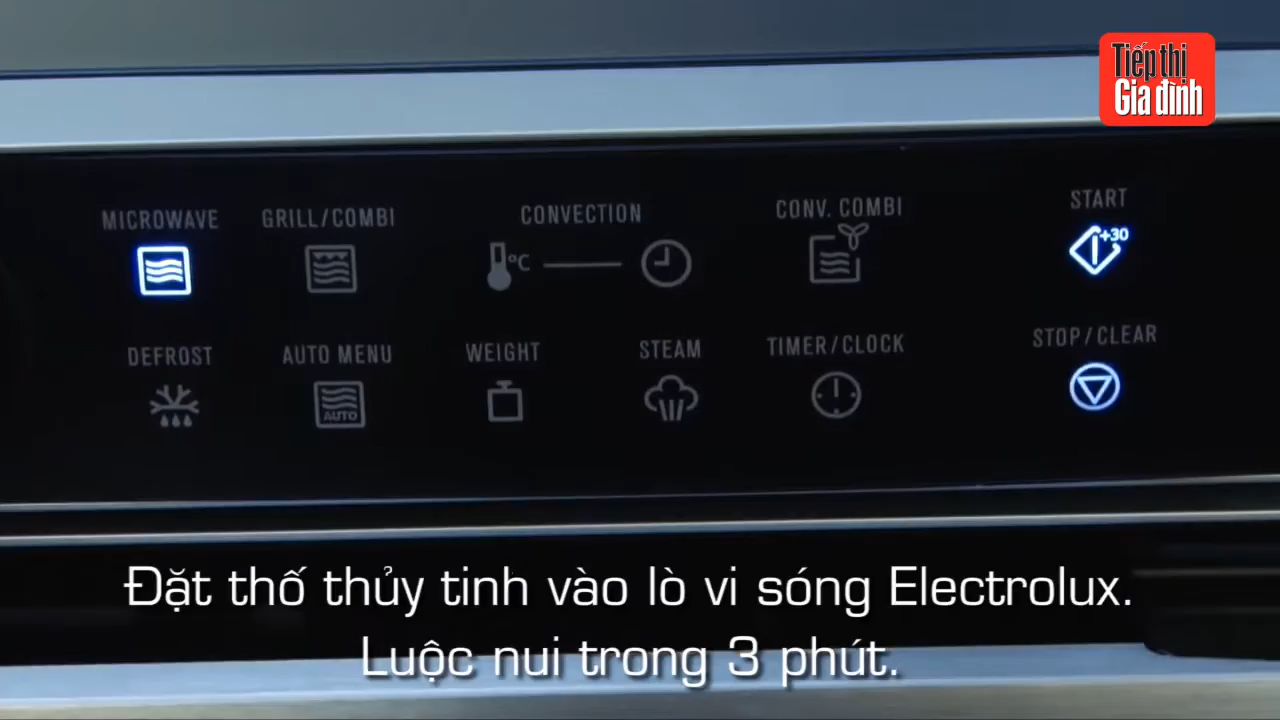 Tiếp thị
Gia đình
MICROWAVE GRILL/COMBI CONVECTION CONV. COMBI START
°C +30
DEFROST AUTO MENU WEIGHT STEAM TIMER/CLOCK STOP/CLEAR
AUTO
Đặt thố thủy tinh vào lò vi sóng Electrolux.
Luộc nui trong 3 phút.